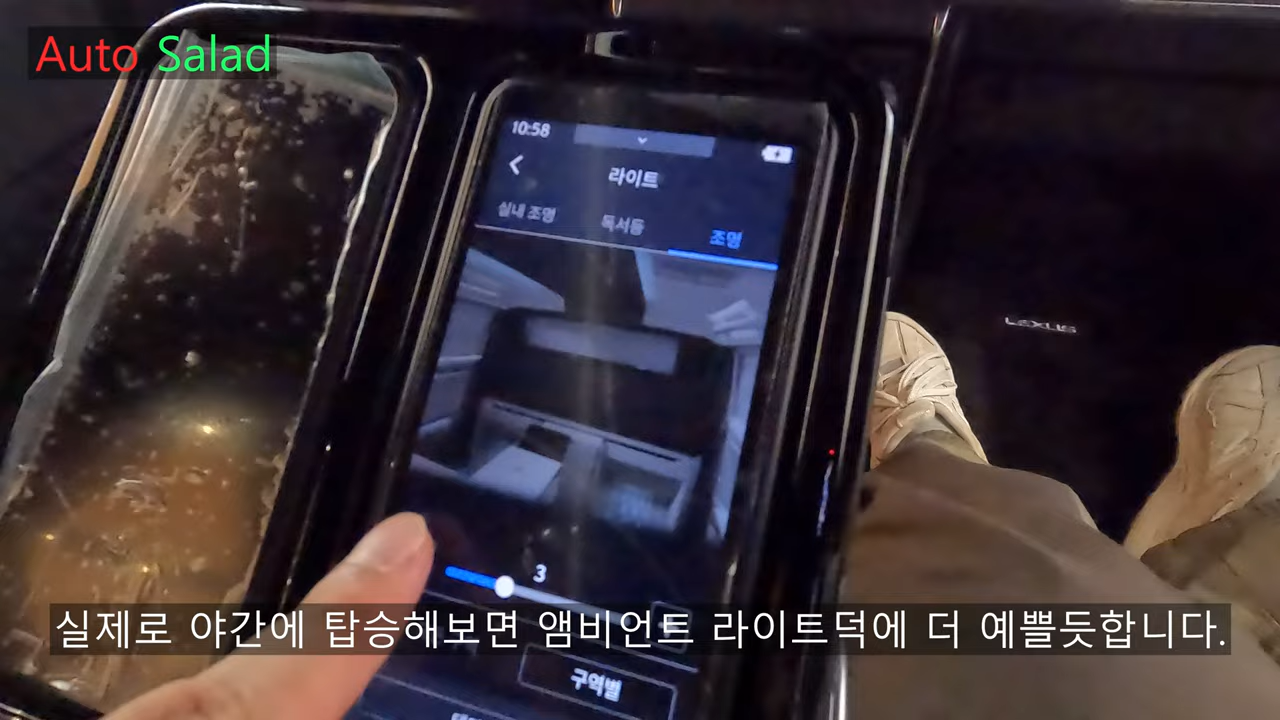 Auto Salad
10:58
라이트
실내 조명
독서등
조명
LEXUS
3
실제로 야간에 탑승해보면 앰비언트 라이트덕에 더 예쁠듯합니다.
구역별